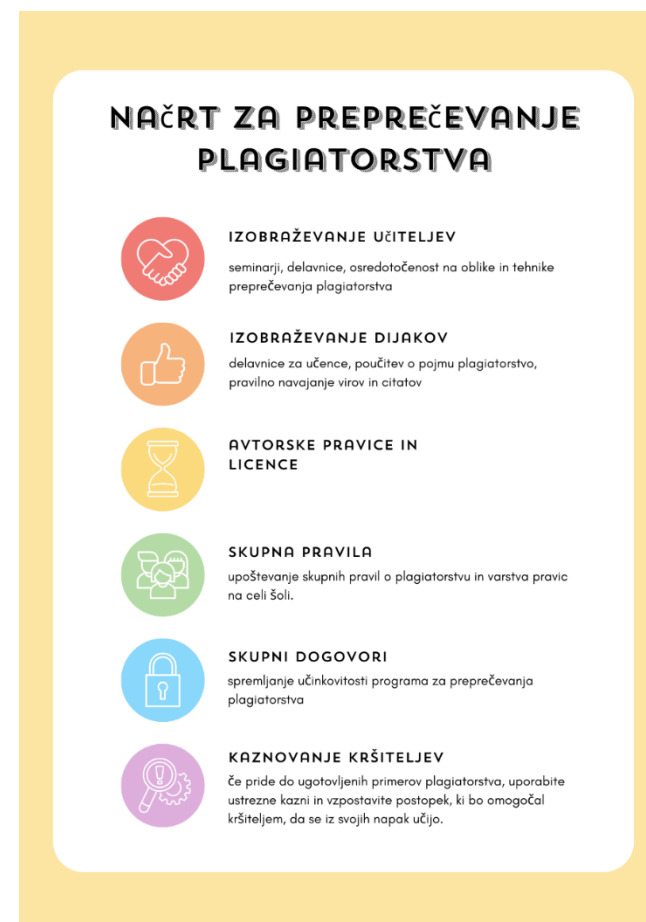 NAČRT ZA PREPREČEVANJE
PLAGIATORSTVA
IZOBRAŽEVANJE UČITELJEV
seminarji, delavnice, osredotočenost na oblike in tehnike
preprečevanja plagiatorstva
IZOBRAŽEVANJE DIJAKOV
delavnice za učence, poučitev o pojmu plagiatorstvo,
pravilno navajanje virov in citatov
AVTORSKE PRAVICE IN
LICENCE
SKUPNA PRAVILA
upoštevanje skupnih pravil o plagiatorstvu in varstva pravic
na celi šoli.
SKUPNI DOGOVORI
spremljanje učinkovitosti programa za preprečevanja
plagiatorstva
KAZNOVANJE KRŠITELJEV
če pride do ugotovljenih primerov plagiatorstva, uporabite
ustrezne kazni in vzpostavite postopek, ki bo omogočal
kršiteljem, da se iz svojih napak učijo.